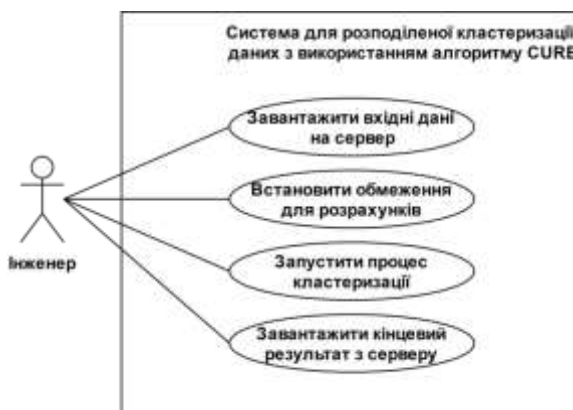 Система для розподіленої кластеризації
даних з використанням алгоритму CURE
Завантажити вхідні дані
на сервер
Встановити обмеження
для розрахунків
Інженер
Запустити процес
кластеризації
Завантажити кінцевий
результат з серверу